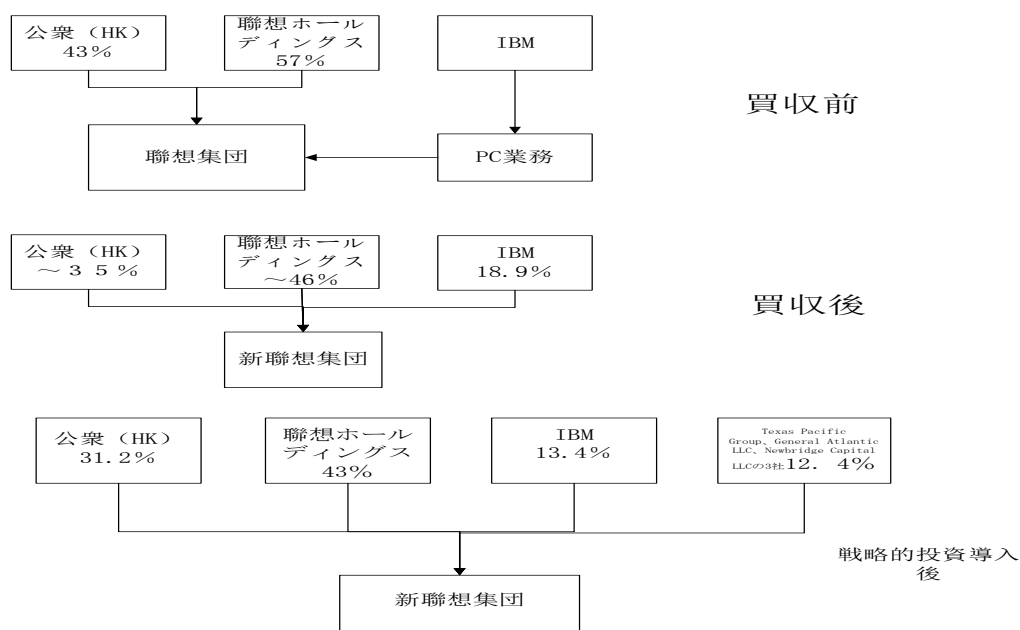 公衆（HK）
43％
聯想ホール
ディングス
57％
IBM
買収前
聯想集団
PC業務
公衆（HK）
～３５％
聯想ホール
ディングス
～46％
IBM
18.9％
買収後
新聯想集団
公衆（HK）
31.2％
聯想ホール
ディングス
43％
IBM
13.4％
Texas Pacific
Group、General Atlantic
LLC、Newbridge Capital
LLCの3社12．4％
戦略的投資導入
後
新聯想集団